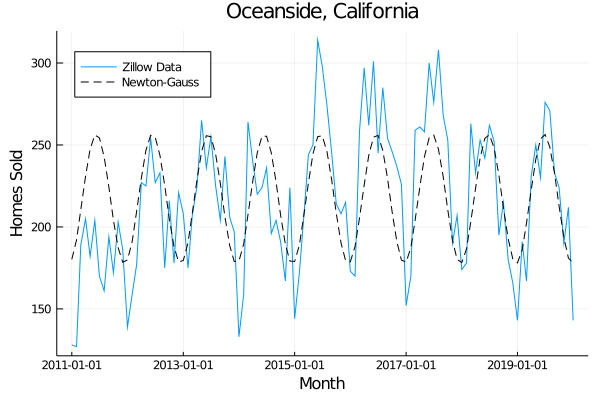 Oceanside, California
Zillow Data
Newton-Gauss
Homes Sold
300
250
200
150
2011-01-01 2013-01-01 2015-01-01 2017-01-01 2019-01-01
Month